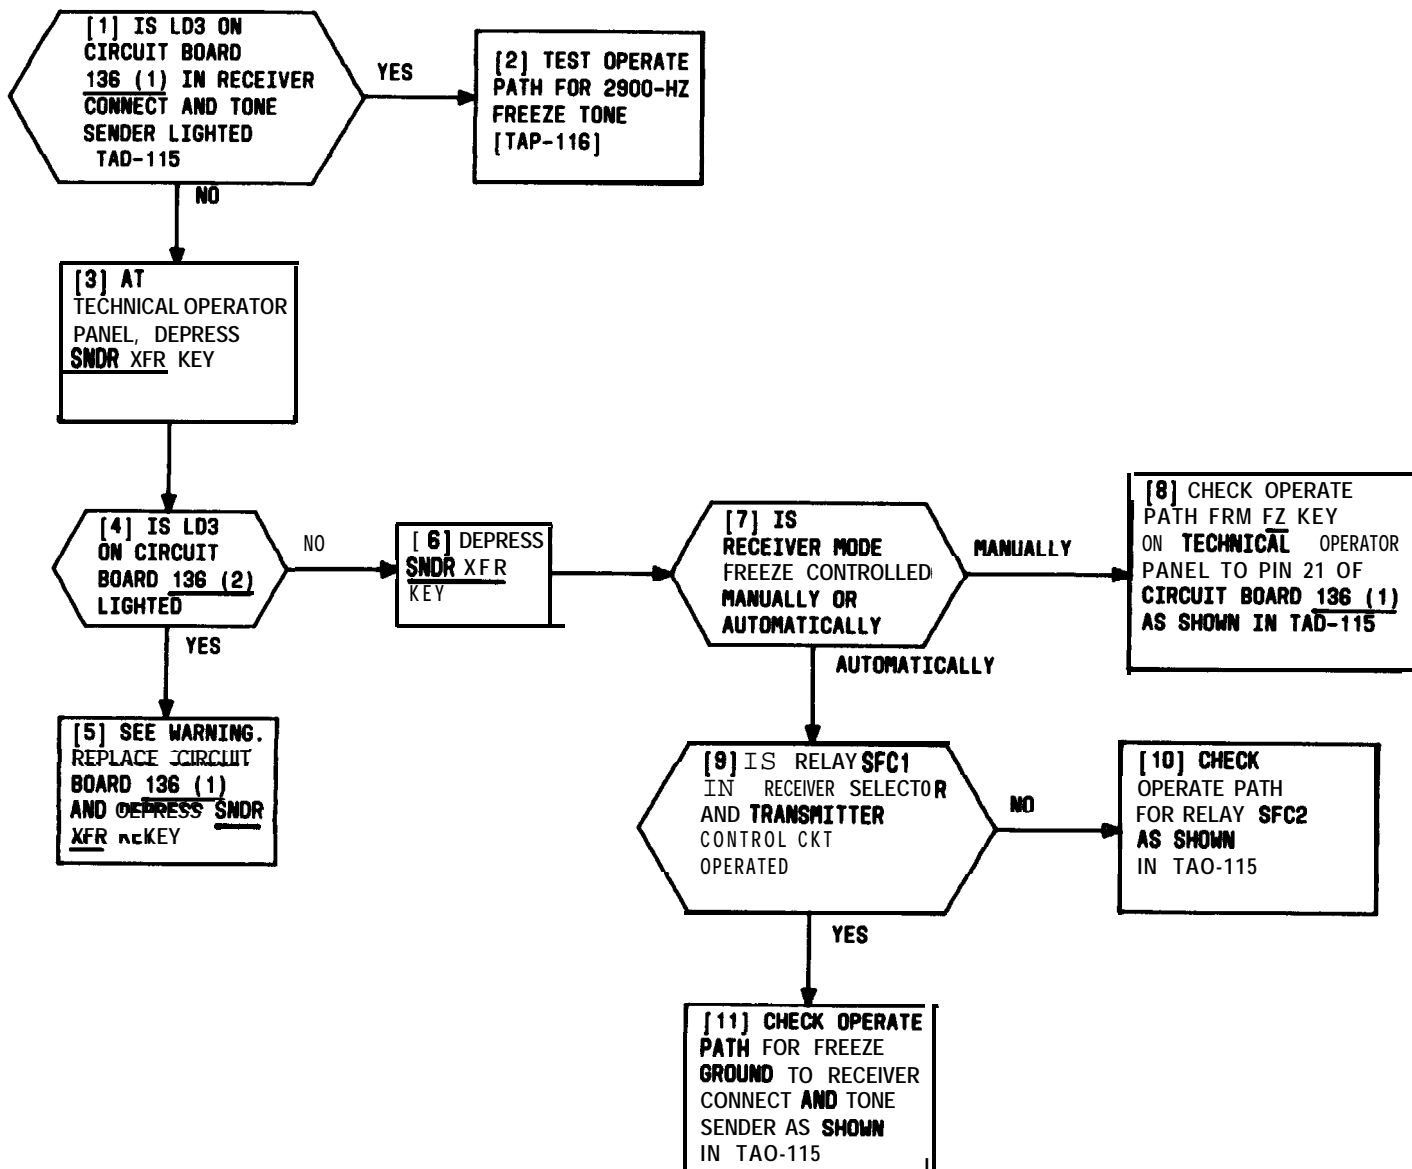 [1] IS LD3 ON
CIRCUIT BOARD
136 (1) IN RECEIVER
CONNECT AND TONE
SENDER LIGHTED
TAD-115
YES
[2] TEST OPERATE
PATH FOR 2900-HZ
FREEZE TONE
[TAP-116]
NO
[3] AT
TECHNICAL OPERATOR
PANEL, DEPRESS
SNDR XFR KEY
[4] IS LD3
ON CIRCUIT
BOARD 136 (2)
LIGHTED
NO
YES
[5] SEE WARNING.
REPLACE CIRCUIT
BOARD 136 (1)
AND DEPRESS SNDR
XFR KEY
[6] DEPRESS
SNDR XFR
KEY
[7] IS
RECEIVER MODE
FREEZE CONTROLLED
MANUALLY OR
AUTOMATICALLY
MANUALLY
[8] CHECK OPERATE
PATH FRM FZ KEY
ON TECHNICAL OPERATOR
PANEL TO PIN 21 OF
CIRCUIT BOARD 136 (1)
AS SHOWN IN TAD-115
AUTOMATICALLY
[9] IS RELAY SFC1
IN RECEIVER SELECTOR
AND TRANSMITTER
CONTROL CKT
OPERATED
NO
[10] CHECK
OPERATE PATH
FOR RELAY SFC2
AS SHOWN
IN TAO-115
YES
[11] CHECK OPERATE
PATH FOR FREEZE
GROUND TO RECEIVER
CONNECT AND TONE
SENDER AS SHOWN
IN TAO-115